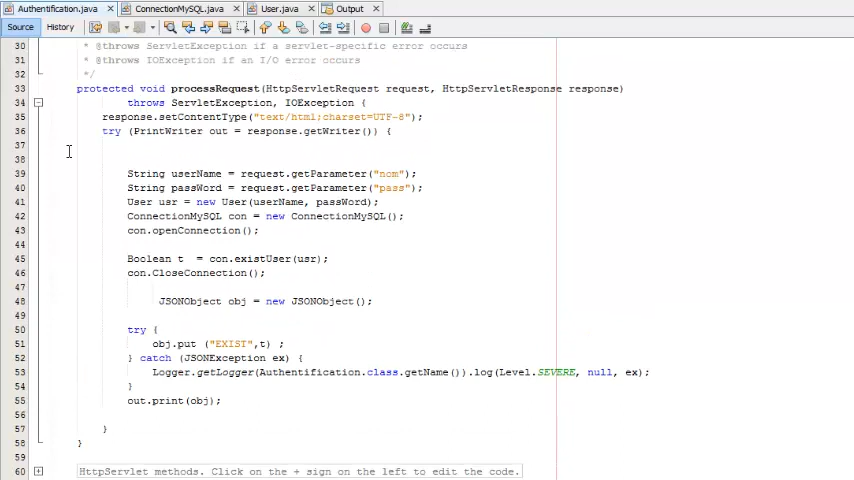 Authentification.java x ConnectionMySQL.java x User.java x Output x
Source History
30 * @throws ServletException if a servlet-specific error occurs
31 * @throws IOException if an I/O error occurs
32 */
33 protected void processRequest(HttpServletRequest request, HttpServletResponse response)
34 throws ServletException, IOException {
35 response.setContentType("text/html;charset=UTF-8");
36 try (PrintWriter out = response.getWriter()) {
37
38
39 String userName = request.getParameter("nom");
40 String passWord = request.getParameter("pass");
41 User usr = new User(userName, passWord);
42 ConnectionMySQL con = new ConnectionMySQL();
43 con.openConnection();
44
45 Boolean t = con.existUser(usr);
46 con.CloseConnection();
47
48 JSONObject obj = new JSONObject();
49
50 try {
51 obj.put ("EXIST",t) ;
52 } catch (JSONException ex) {
53 Logger.getLogger(Authentification.class.getName()).log(Level.SEVERE, null, ex);
54 }
55 out.print(obj);
56
57 }
58 }
59
60 HttpServlet methods. Click on the + sign on the left to edit the code.